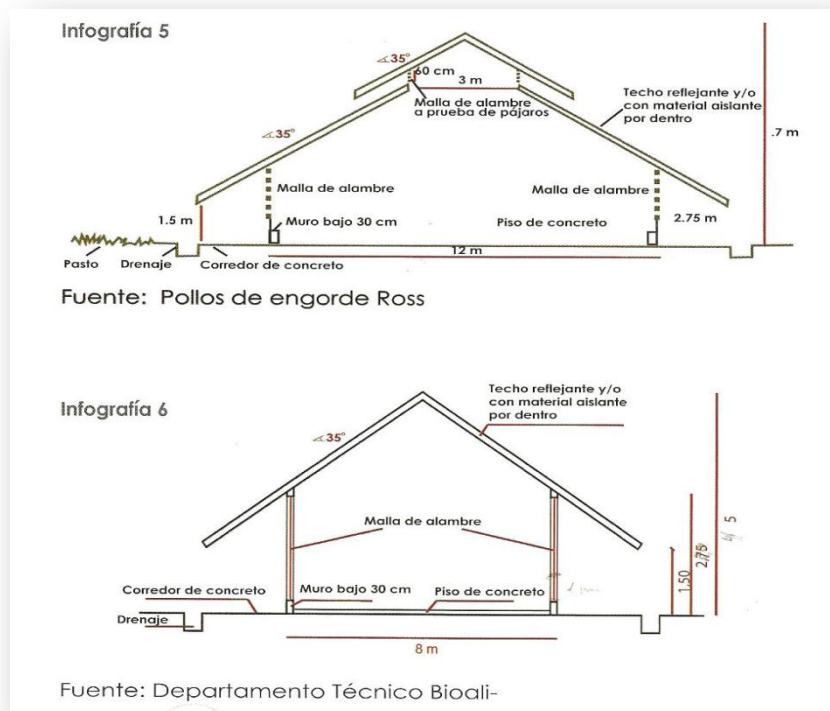 Infografía 5
∡35°
60 cm
3 m
Malla de alambre
a prueba de pájaros
Techo reflejante y/o
con material aislante
por dentro
.7 m
∡35°
Malla de alambre
Malla de alambre
1.5 m
Muro bajo 30 cm
Piso de concreto
2.75 m
12 m
Pasto
Drenaje
Corredor de concreto
Fuente: Pollos de engorde Ross
Infografía 6
Techo reflejante y/o
con material aislante
por dentro
∡35°
Malla de alambre
1.50
2.75
5
Corredor de concreto
Muro bajo 30 cm
Piso de concreto
Drenaje
8 m
Fuente: Departamento Técnico Bioali-